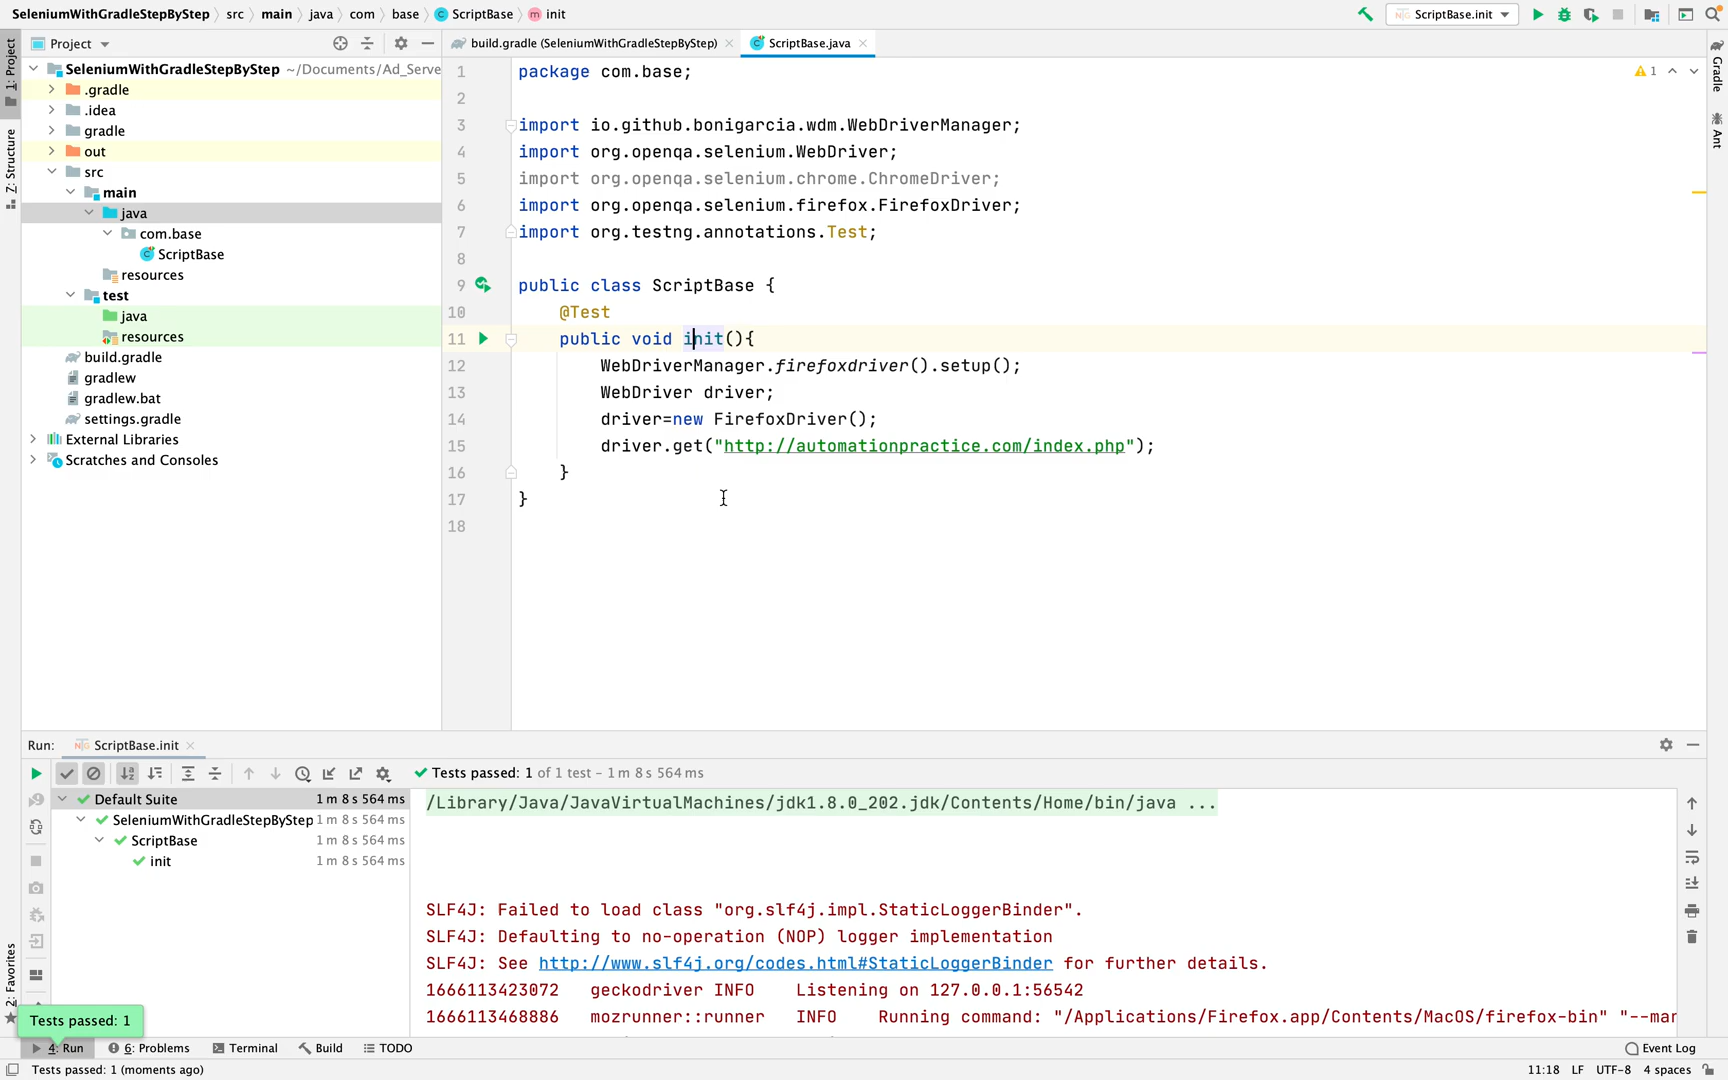 SeleniumWithGradleStepByStep src main java com base ScriptBase init
ScriptBase.init
Project
build.gradle (SeleniumWithGradleStepByStep)
ScriptBase.java
1: Project
Z: Structure
2: Favorites
Gradle
Ant
SeleniumWithGradleStepByStep ~/Documents/Ad_Serve
.gradle
.idea
gradle
out
src
main
java
com.base
ScriptBase
resources
test
java
resources
build.gradle
gradlew
gradlew.bat
settings.gradle
External Libraries
Scratches and Consoles
1 package com.base;
2
3 import io.github.bonigarcia.wdm.WebDriverManager;
4 import org.openqa.selenium.WebDriver;
5 import org.openqa.selenium.chrome.ChromeDriver;
6 import org.openqa.selenium.firefox.FirefoxDriver;
7 import org.testng.annotations.Test;
8
9 public class ScriptBase {
10 @Test
11 public void init(){
12 WebDriverManager.firefoxdriver().setup();
13 WebDriver driver;
14 driver=new FirefoxDriver();
15 driver.get("http://automationpractice.com/index.php");
16 }
17 }
18
1
Run: ScriptBase.init
Tests passed: 1 of 1 test – 1 m 8 s 564 ms
Default Suite 1 m 8 s 564 ms
SeleniumWithGradleStepByStep 1 m 8 s 564 ms
ScriptBase 1 m 8 s 564 ms
init 1 m 8 s 564 ms
/Library/Java/JavaVirtualMachines/jdk1.8.0_202.jdk/Contents/Home/bin/java ...
SLF4J: Failed to load class "org.slf4j.impl.StaticLoggerBinder".
SLF4J: Defaulting to no-operation (NOP) logger implementation
SLF4J: See http://www.slf4j.org/codes.html#StaticLoggerBinder for further details.
1666113423072 geckodriver INFO Listening on 127.0.0.1:56542
1666113468886 mozrunner::runner INFO Running command: "/Applications/Firefox.app/Contents/MacOS/firefox-bin" "--mar
Tests passed: 1
4: Run 6: Problems Terminal Build TODO Event Log
Tests passed: 1 (moments ago) 11:18 LF UTF-8 4 spaces